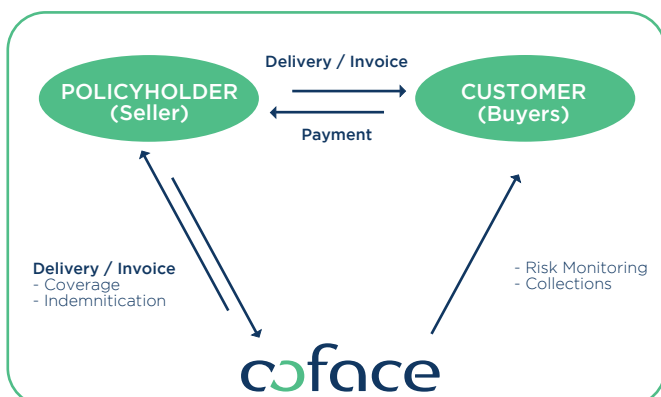 Delivery / Invoice
POLICYHOLDER
(Seller)
CUSTOMER
(Buyers)
Payment
Delivery / Invoice
- Coverage
- Indemnitication
- Risk Monitoring
- Collections
coface